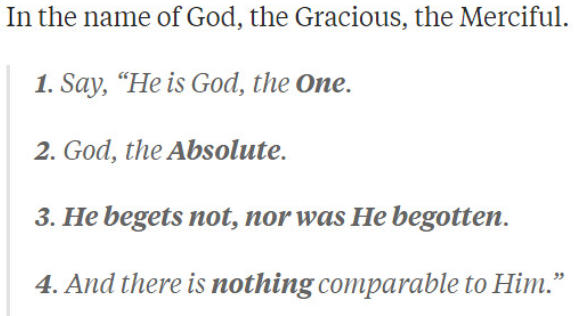 In the name of God, the Gracious, the Merciful.
1. Say, “He is God, the One.
2. God, the Absolute.
3. He begets not, nor was He begotten.
4. And there is nothing comparable to Him.”